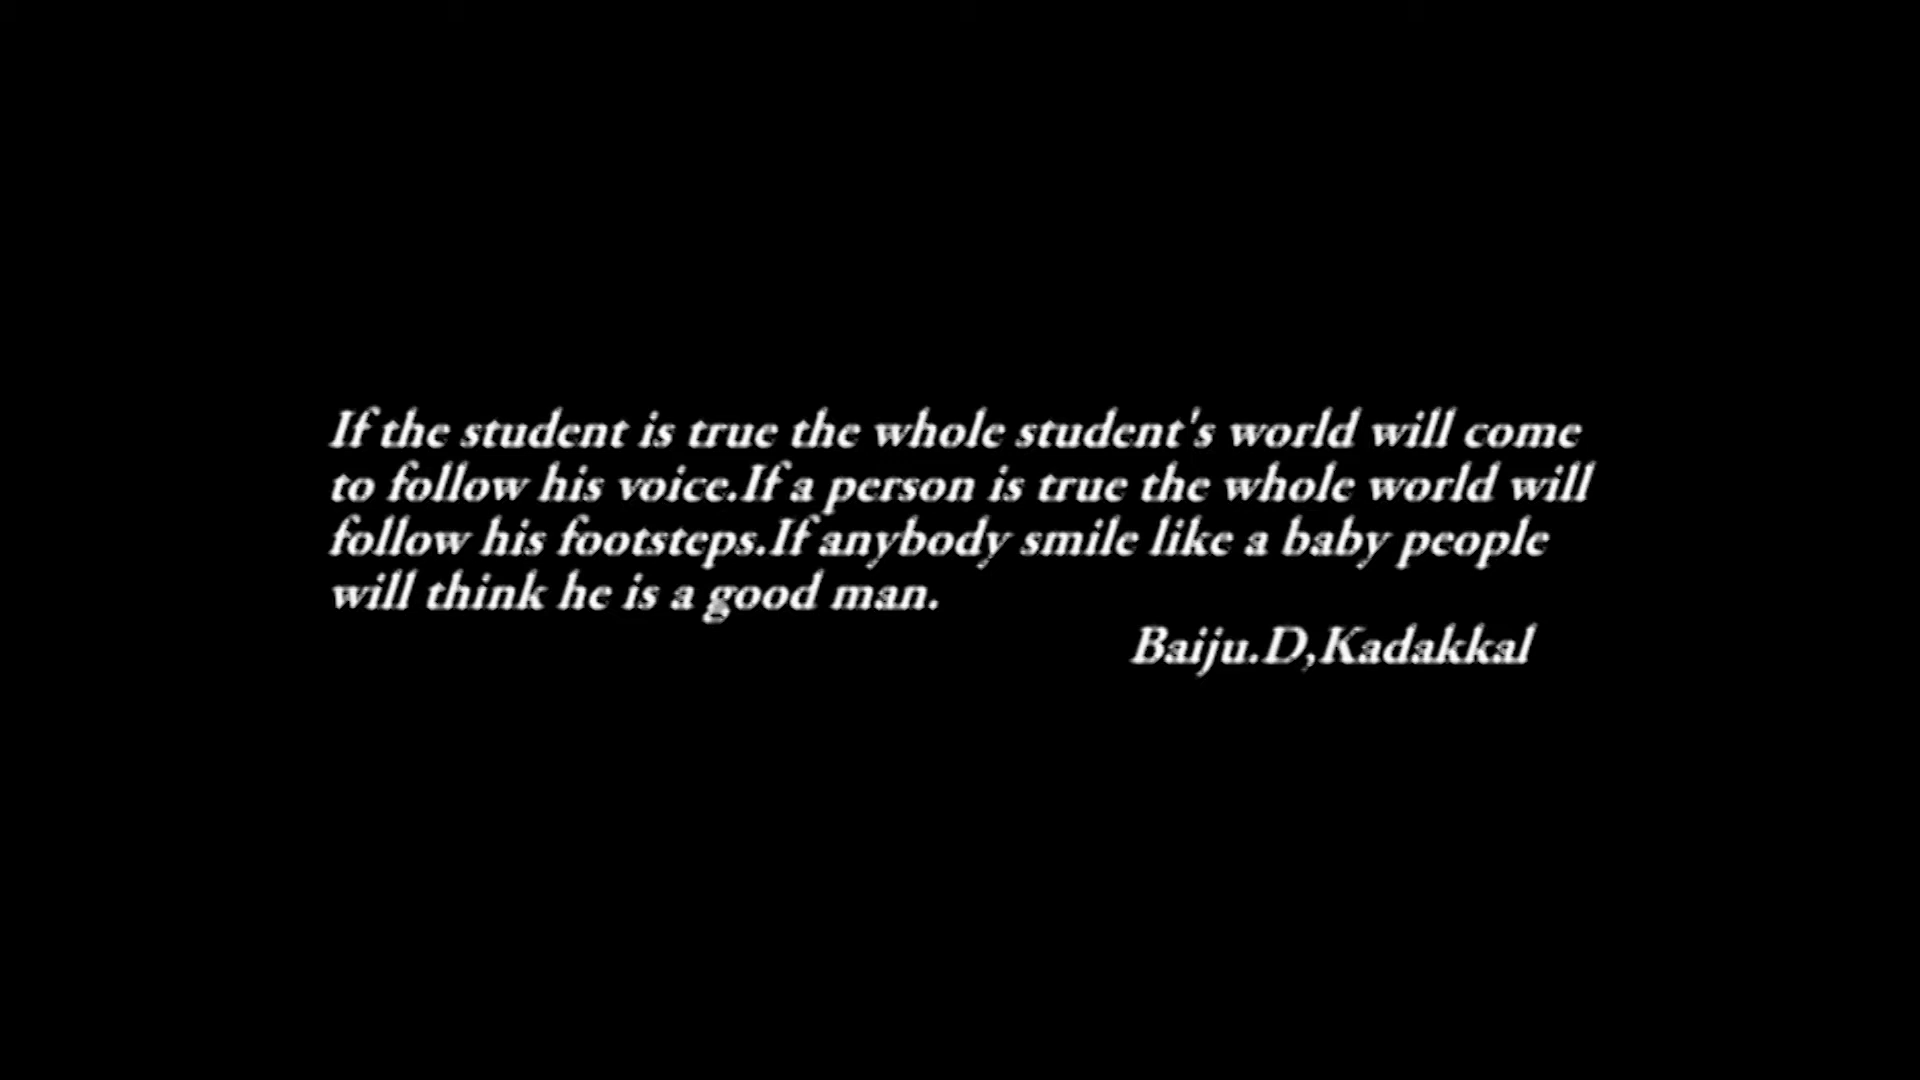 If the student is true the whole student's world will come
to follow his voice.If a person is true the whole world will
follow his footsteps.If anybody smile like a baby people
will think he is a good man.
Baiju.D,Kadakkal